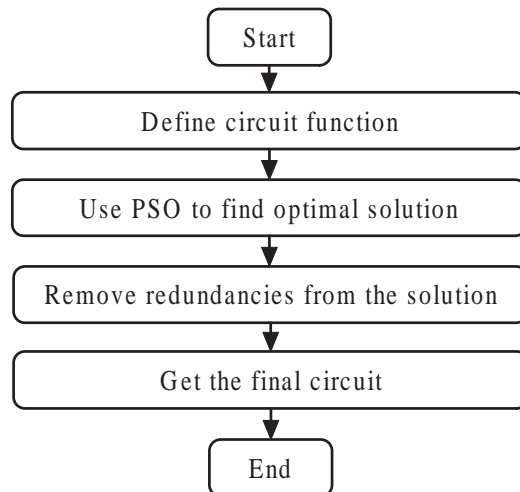 Start
Define circuit function
Use PSO to find optimal solution
Remove redundancies from the solution
Get the final circuit
End